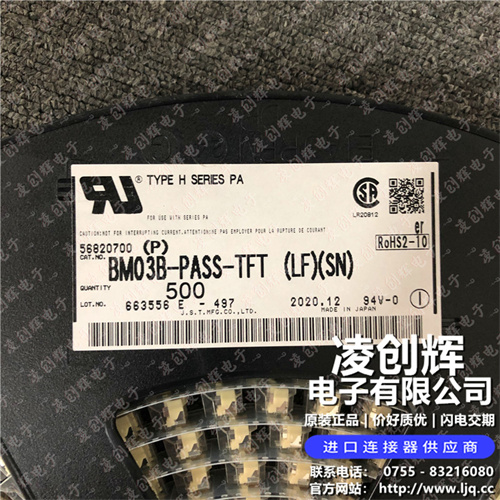 TYPE H SERIES PA
FOR USE WITH SERIES PA
LR20812
CAUTION:NOT FOR INTERRUPTING CURRENT.ATTENTION:NE PAS EMPLOYER POUR LA RUPTURE DE COURANT
er
RoHS2-10
56820700 (P)
CAT.NO.
BM03B-PASS-TFT (LF)(SN)
QUANTITY
500
LOT.NO.
663556 E - 497
2020.12
94V-0
I
J.S.T.MFG.CO.,LTD.
MADE IN JAPAN
凌创辉
电子有限公司
原装正品 | 价好质优 | 闪电交期
进口连接器供应商
联系电话: 0755 - 83216080
官方网站: www.ljq.cc